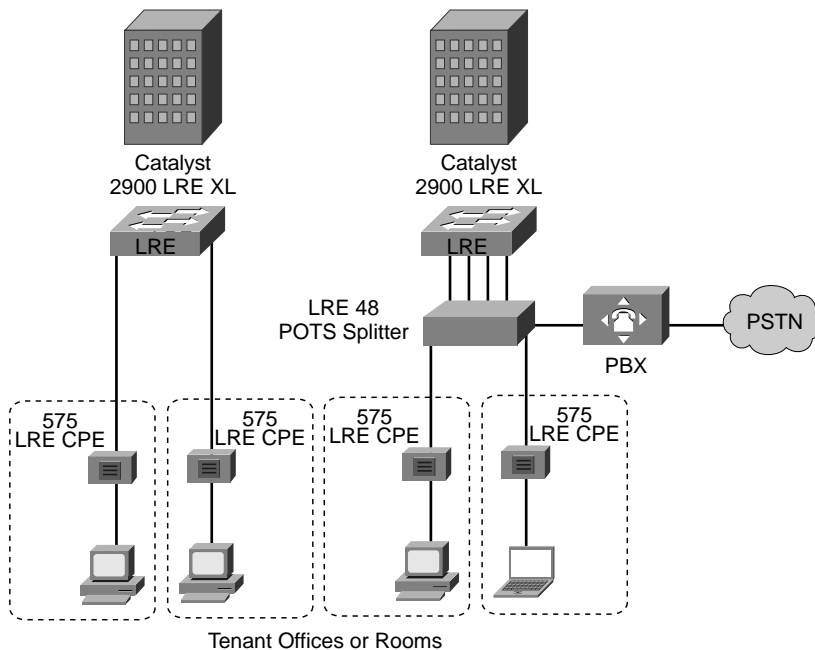 Catalyst
2900 LRE XL
Catalyst
2900 LRE XL
LRE
LRE
LRE 48
POTS Splitter
PBX
PSTN
575
LRE CPE
575
LRE CPE
575
LRE CPE
575
LRE CPE
Tenant Offices or Rooms